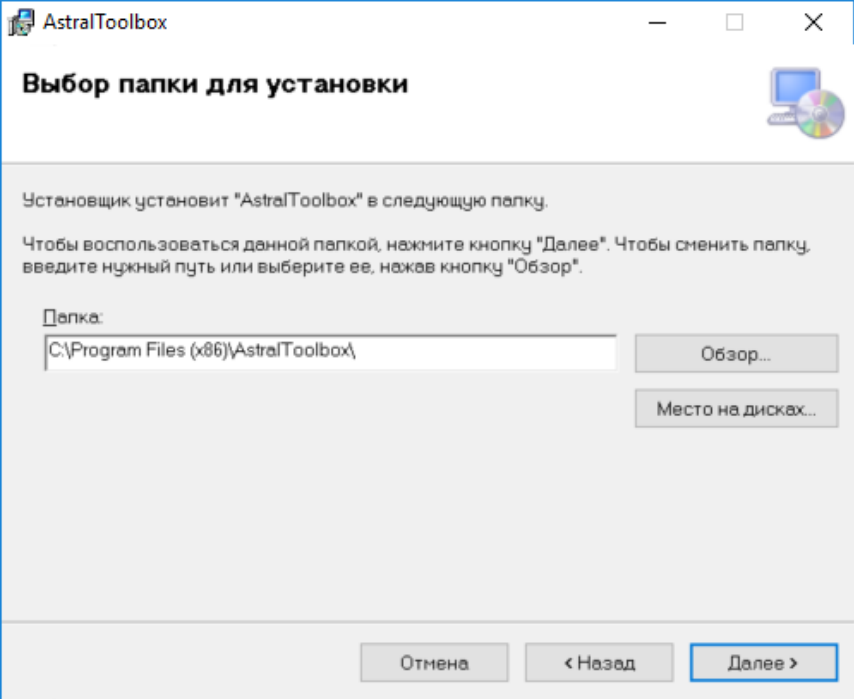 AstralToolbox
Выбор папки для установки
Установщик установит "AstralToolbox" в следующую папку.
Чтобы воспользоваться данной папкой, нажмите кнопку "Далее". Чтобы сменить папку,
введите нужный путь или выберите ее, нажав кнопку "Обзор".
Папка:
C:\Program Files (x86)\AstralToolbox\
Обзор...
Место на дисках...
Отмена
< Назад
Далее >